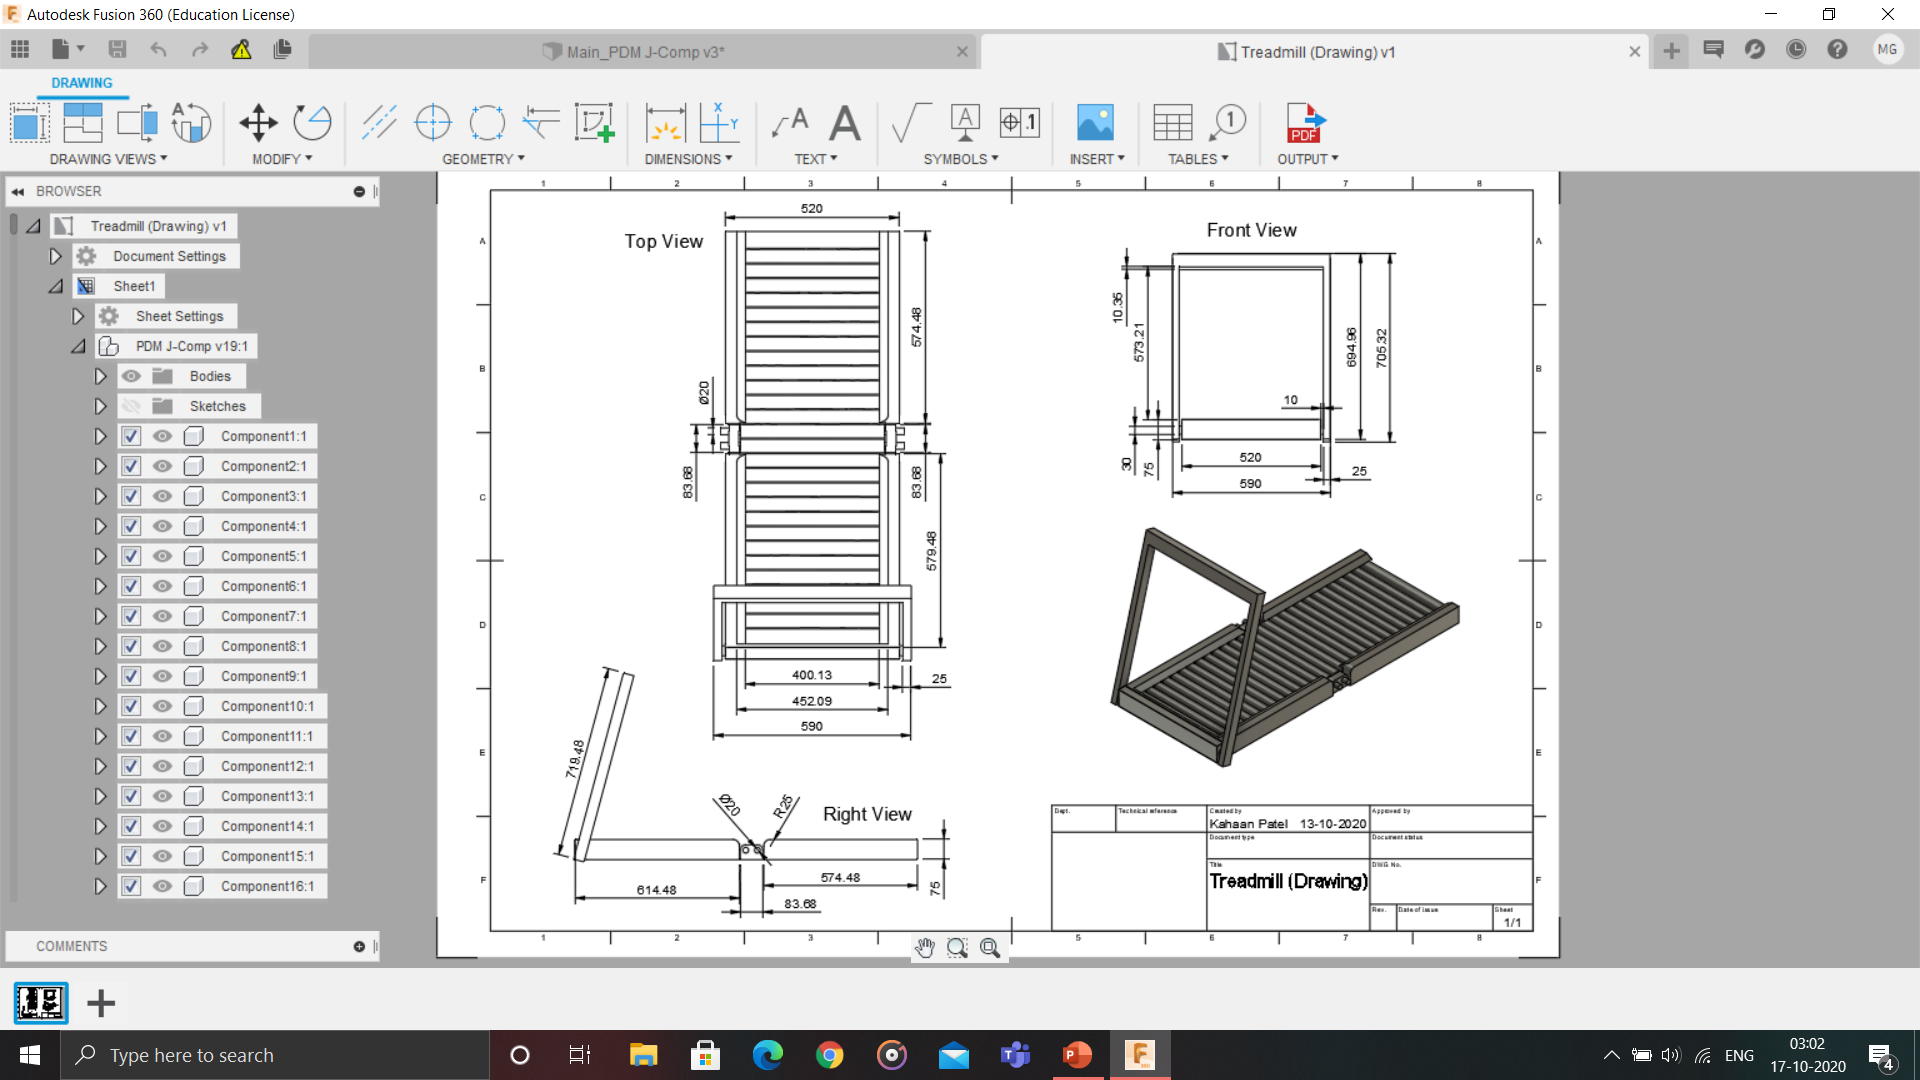 Autodesk Fusion 360 (Education License)
Main_PDM J-Comp v3*
Treadmill (Drawing) v1
MG
DRAWING
DRAWING VIEWS
MODIFY
GEOMETRY
DIMENSIONS
TEXT
SYMBOLS
INSERT
TABLES
OUTPUT
BROWSER
Treadmill (Drawing) v1
Document Settings
Sheet1
Sheet Settings
PDM J-Comp v19:1
Bodies
Sketches
Component1:1
Component2:1
Component3:1
Component4:1
Component5:1
Component6:1
Component7:1
Component8:1
Component9:1
Component10:1
Component11:1
Component12:1
Component13:1
Component14:1
Component15:1
Component16:1
COMMENTS
1 2 3 4 5 6 7 8
A
B
C
D
E
F
Top View
520
574.48
Ø20
83.68
83.68
579.48
400.13
25
452.09
590
Front View
10.35
573.21
694.96
705.32
10
30
75
520
25
590
Right View
719.48
Ø20
R25
614.48
574.48
83.68
75
Dept.
Technical reference
Created by
Approved by
Kahaan Patel 13-10-2020
Document type
Document status
Title
DWG No.
Treadmill (Drawing)
Rev.
Date of issue
Sheet
1/1
A
B
C
D
E
F
1 2 3 4 5 6 7 8
Type here to search
ENG
03:02
17-10-2020
4